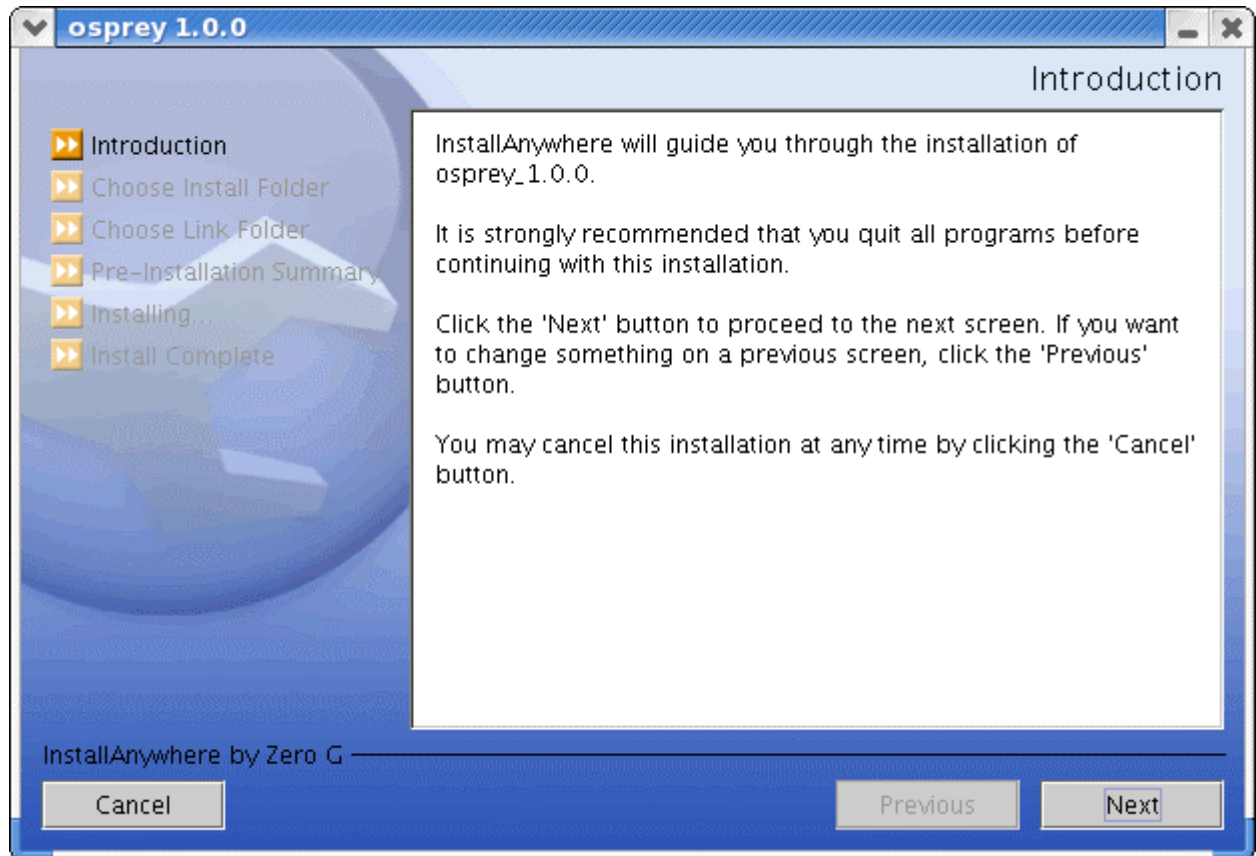 osprey 1.0.0
Introduction
Introduction
Choose Install Folder
Choose Link Folder
Pre-Installation Summary
Installing...
Install Complete
InstallAnywhere will guide you through the installation of
osprey_1.0.0.
It is strongly recommended that you quit all programs before
continuing with this installation.
Click the 'Next' button to proceed to the next screen. If you want
to change something on a previous screen, click the 'Previous'
button.
You may cancel this installation at any time by clicking the 'Cancel'
button.
InstallAnywhere by Zero G
Cancel
Previous
Next